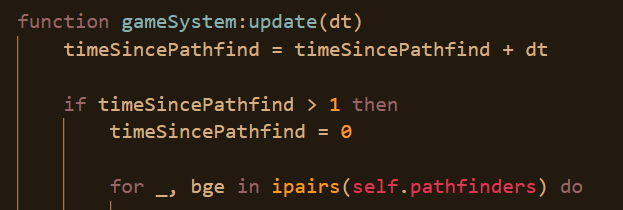 function gameSystem:update(dt)
timeSincePathfind = timeSincePathfind + dt
if timeSincePathfind > 1 then
timeSincePathfind = 0
for _, bge in ipairs(self.pathfinders) do